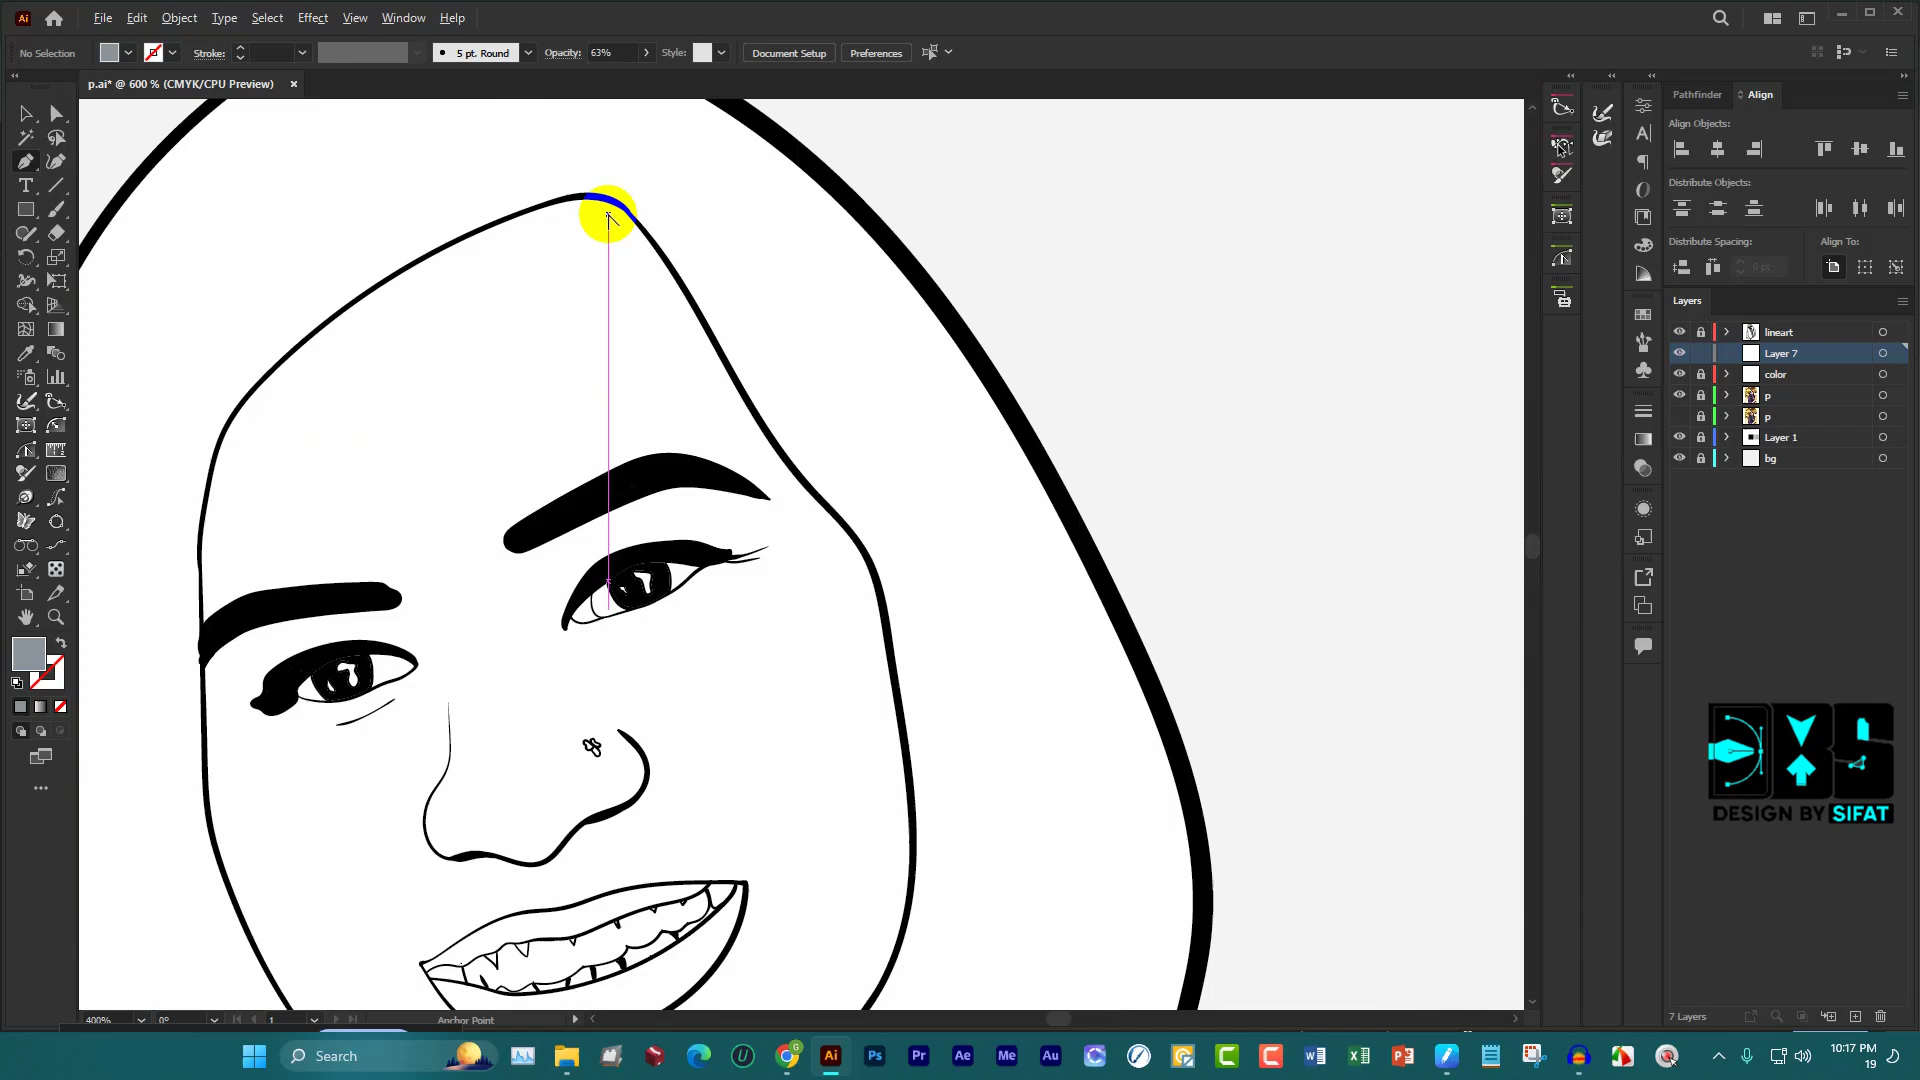 File Edit Object Type Select Effect View Window Help
No Selection Stroke: 5 pt. Round Opacity: 63% Style: Document Setup Preferences
p.ai* @ 600 % (CMYK/CPU Preview)
Pathfinder Align
Align Objects:
Distribute Objects:
Distribute Spacing: Align To:
0 pt
Layers
lineart
Layer 7
color
p
p
Layer 1
bg
DESIGN BY SIFAT
7 Layers
400% 0° 1 Anchor Point
Search
10:17 PM
19